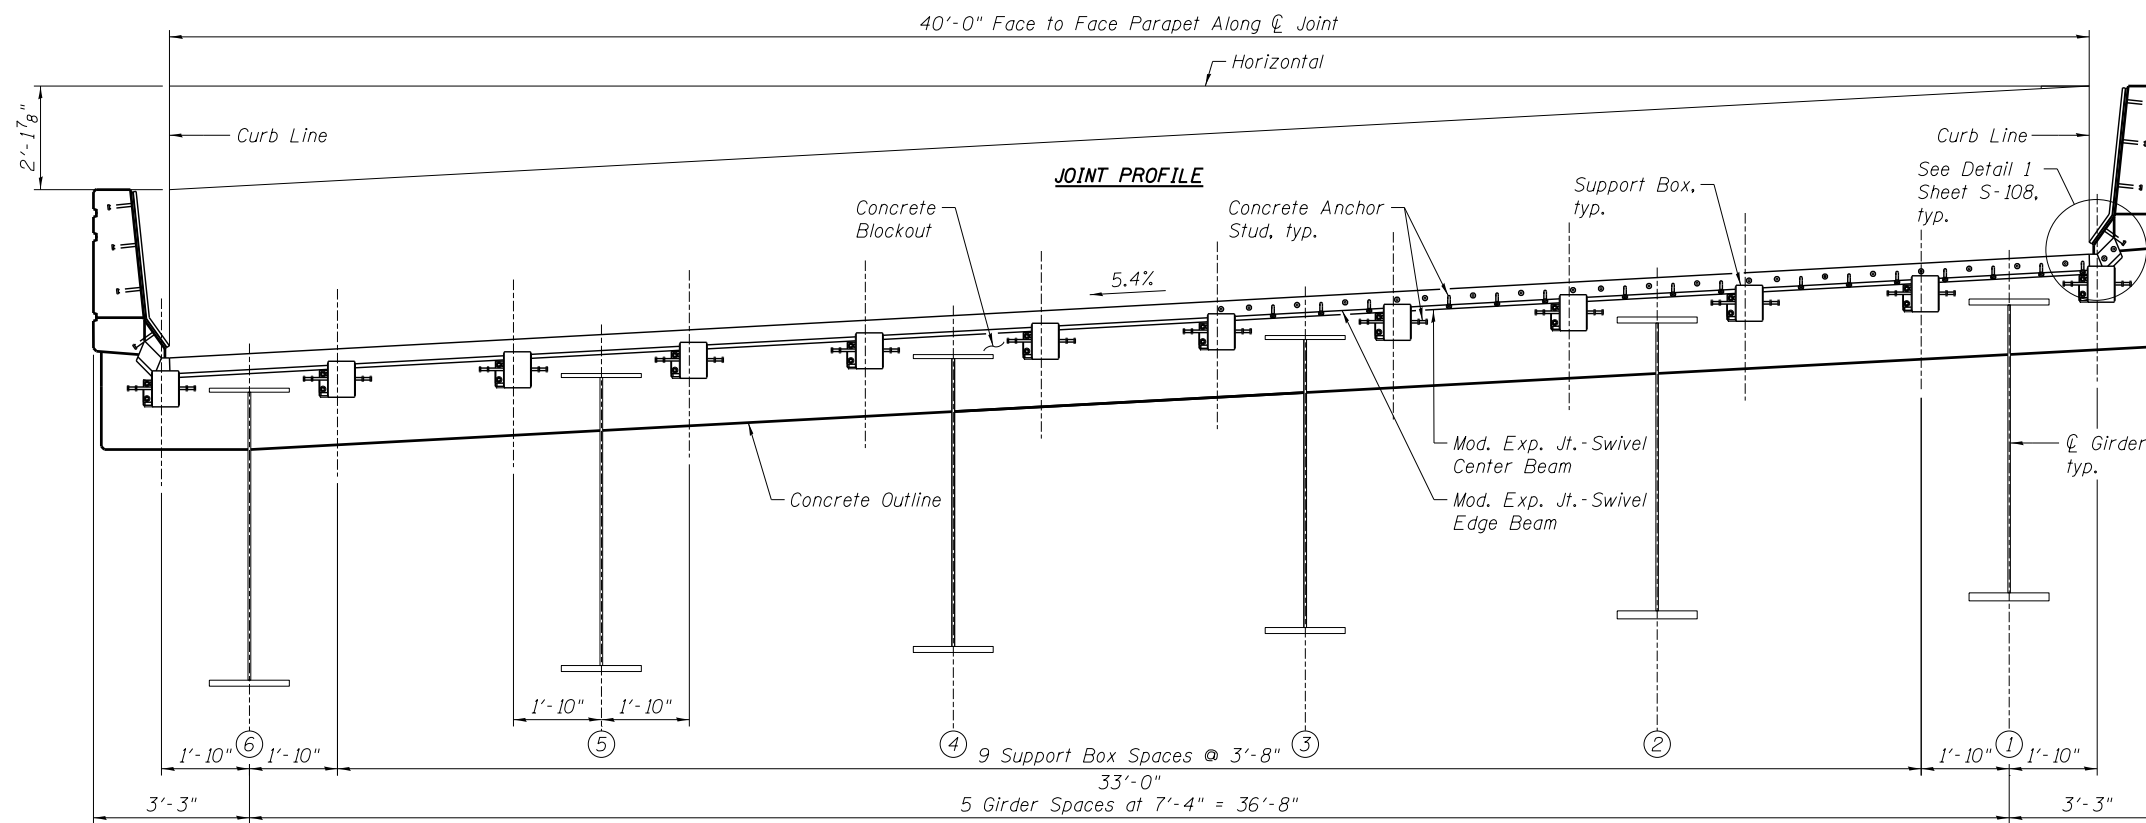 40'-0" Face to Face Parapet Along ℄ Joint
Horizontal
2'-1⅞"
Curb Line
Curb Line
JOINT PROFILE
See Detail 1
Sheet S-108,
typ.
Support Box,
typ.
Concrete
Blockout
Concrete Anchor
Stud, typ.
5.4%
Mod. Exp. Jt.-Swivel
Center Beam
℄ Girder
typ.
Concrete Outline
Mod. Exp. Jt.-Swivel
Edge Beam
1'-10" 1'-10"
6 5 4 3 2 1
1'-10" 1'-10" 9 Support Box Spaces @ 3'-8" 1'-10" 1'-10"
33'-0"
3'-3" 5 Girder Spaces at 7'-4" = 36'-8" 3'-3"